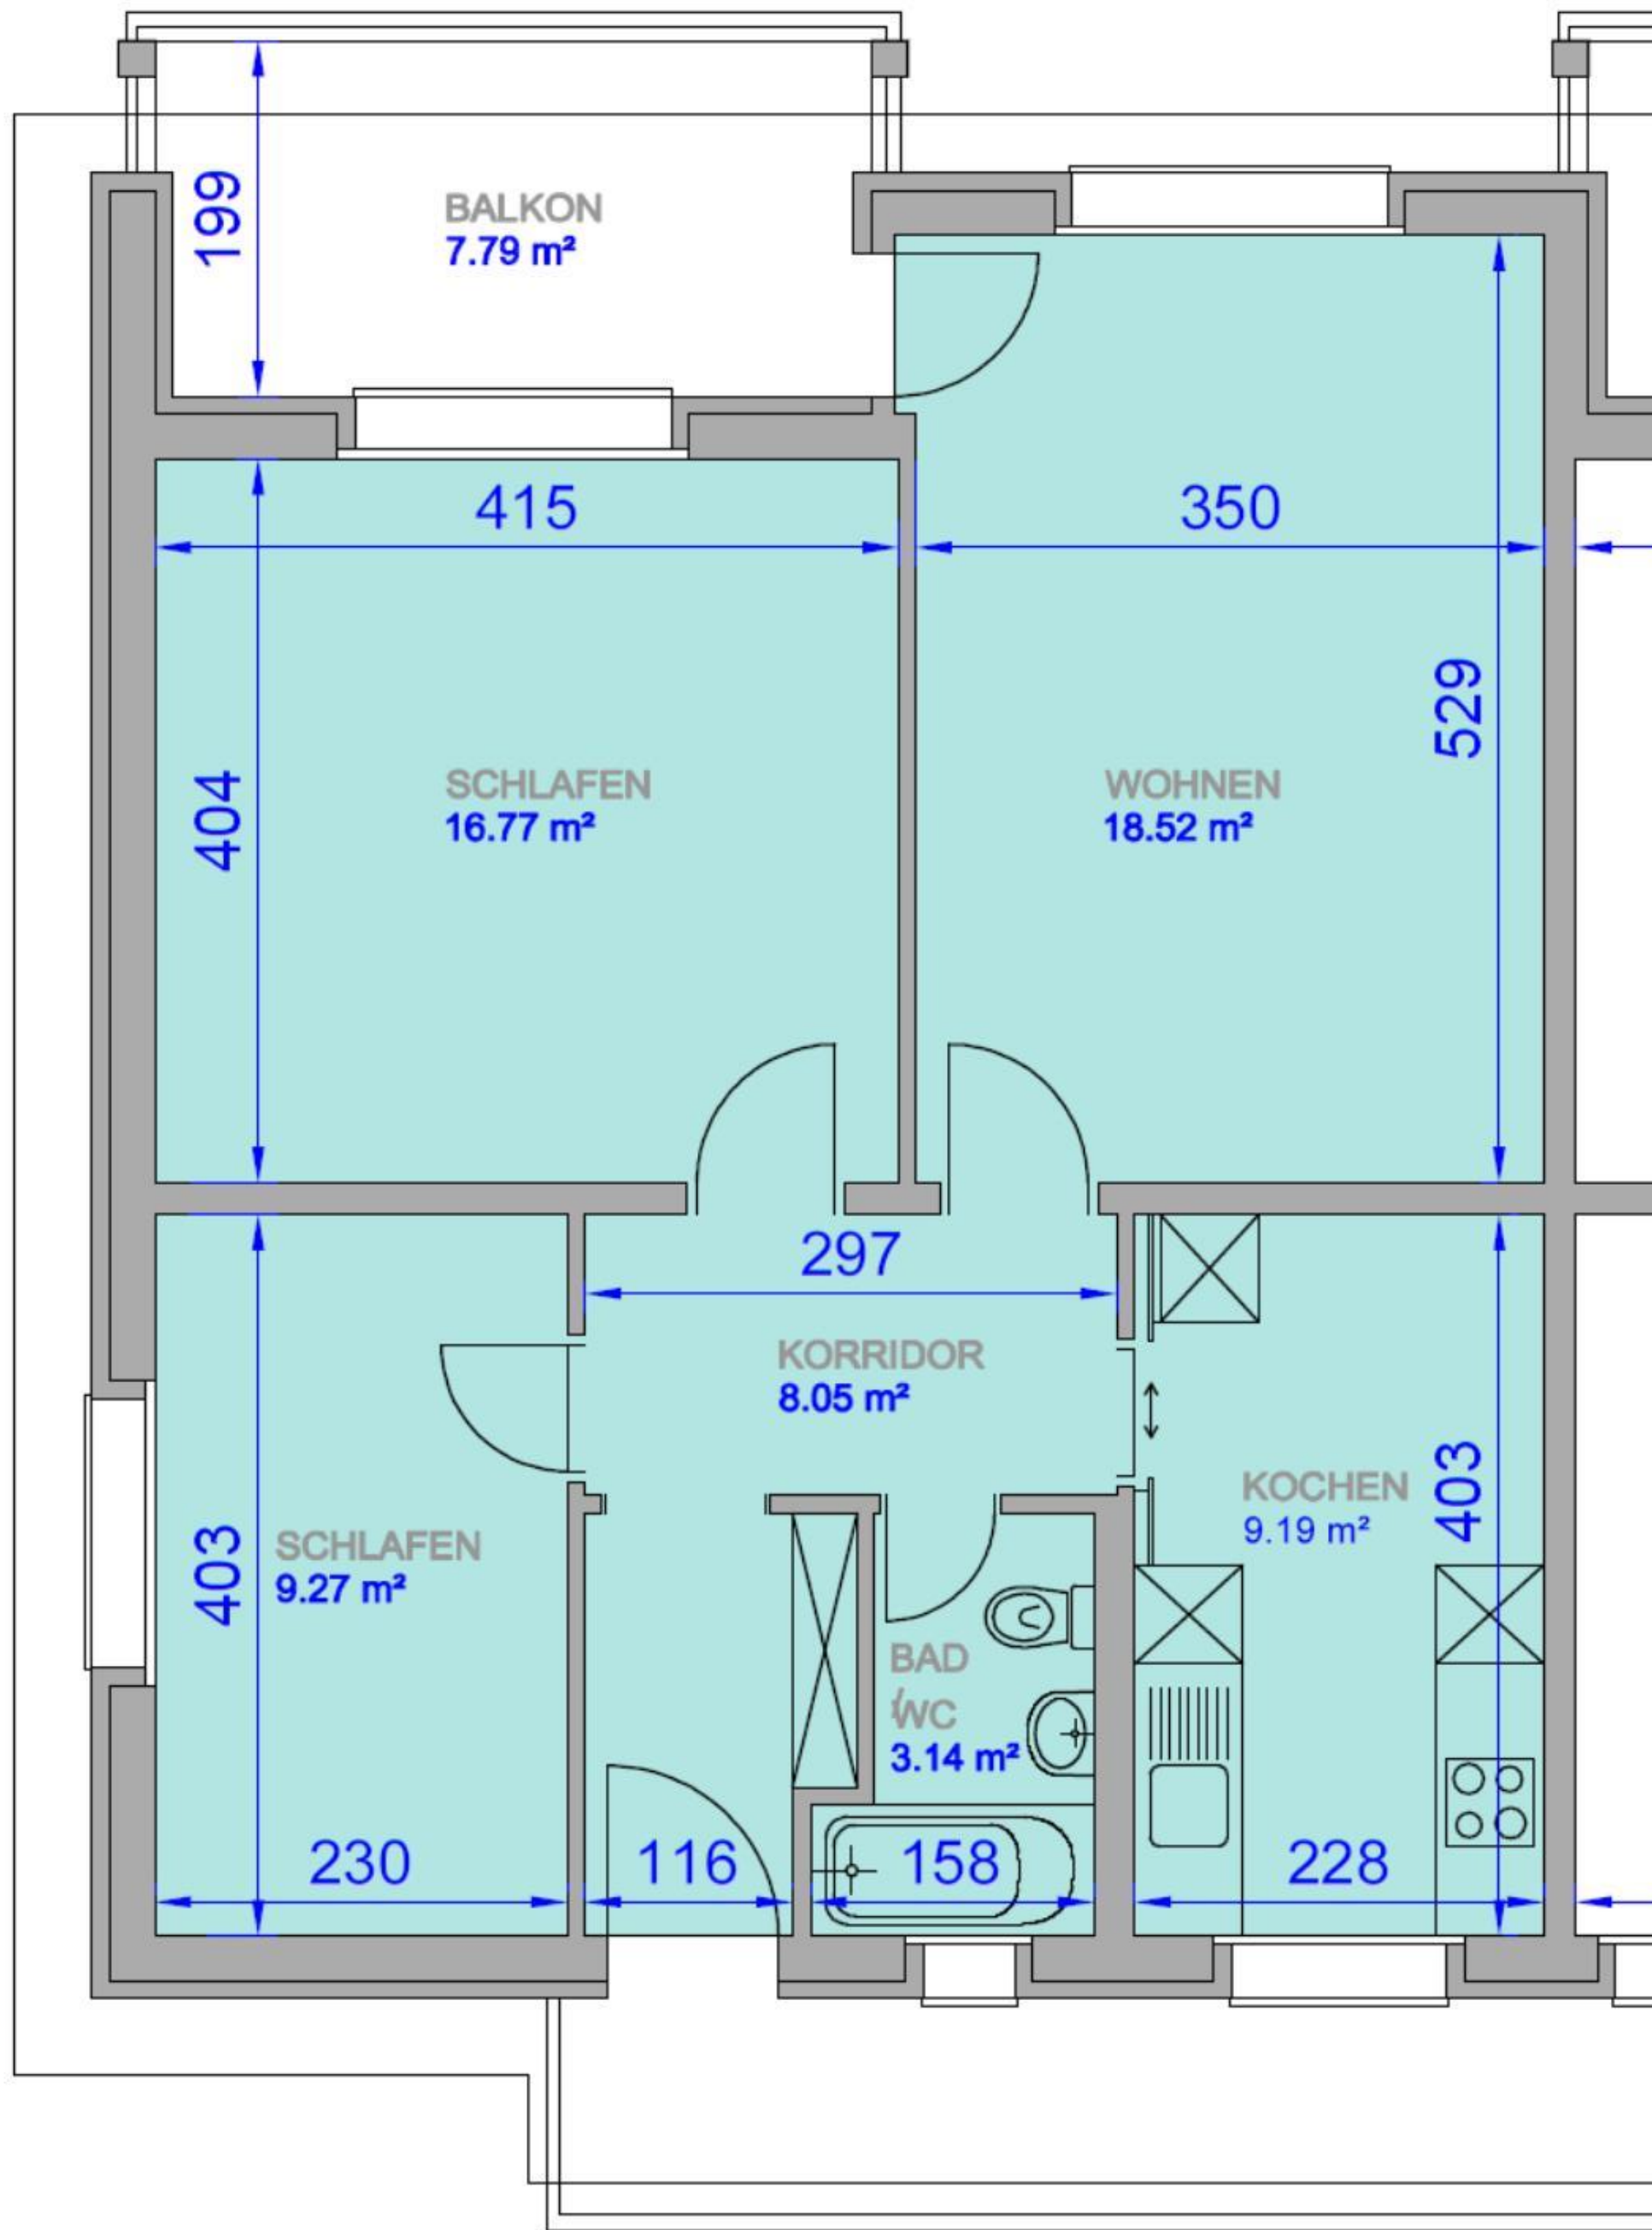 199
BALKON
7.79 m²
415
350
529
404
SCHLAFEN
16.77 m²
WOHNEN
18.52 m²
297
KORRIDOR
8.05 m²
403
SCHLAFEN
9.27 m²
KOCHEN
9.19 m²
403
BAD
/
WC
3.14 m²
230
116
158
228